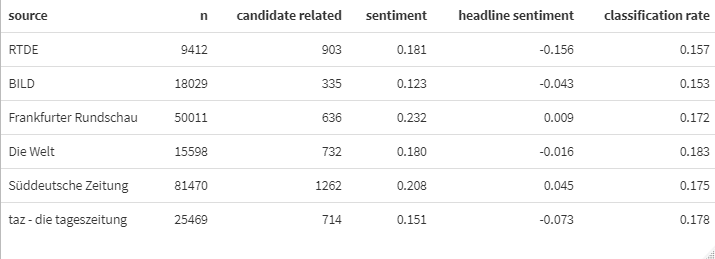 source n candidate related sentiment headline sentiment classification rate
RTDE 9412 903 0.181 -0.156 0.157
BILD 18029 335 0.123 -0.043 0.153
Frankfurter Rundschau 50011 636 0.232 0.009 0.172
Die Welt 15598 732 0.180 -0.016 0.183
Süddeutsche Zeitung 81470 1262 0.208 0.045 0.175
taz - die tageszeitung 25469 714 0.151 -0.073 0.178